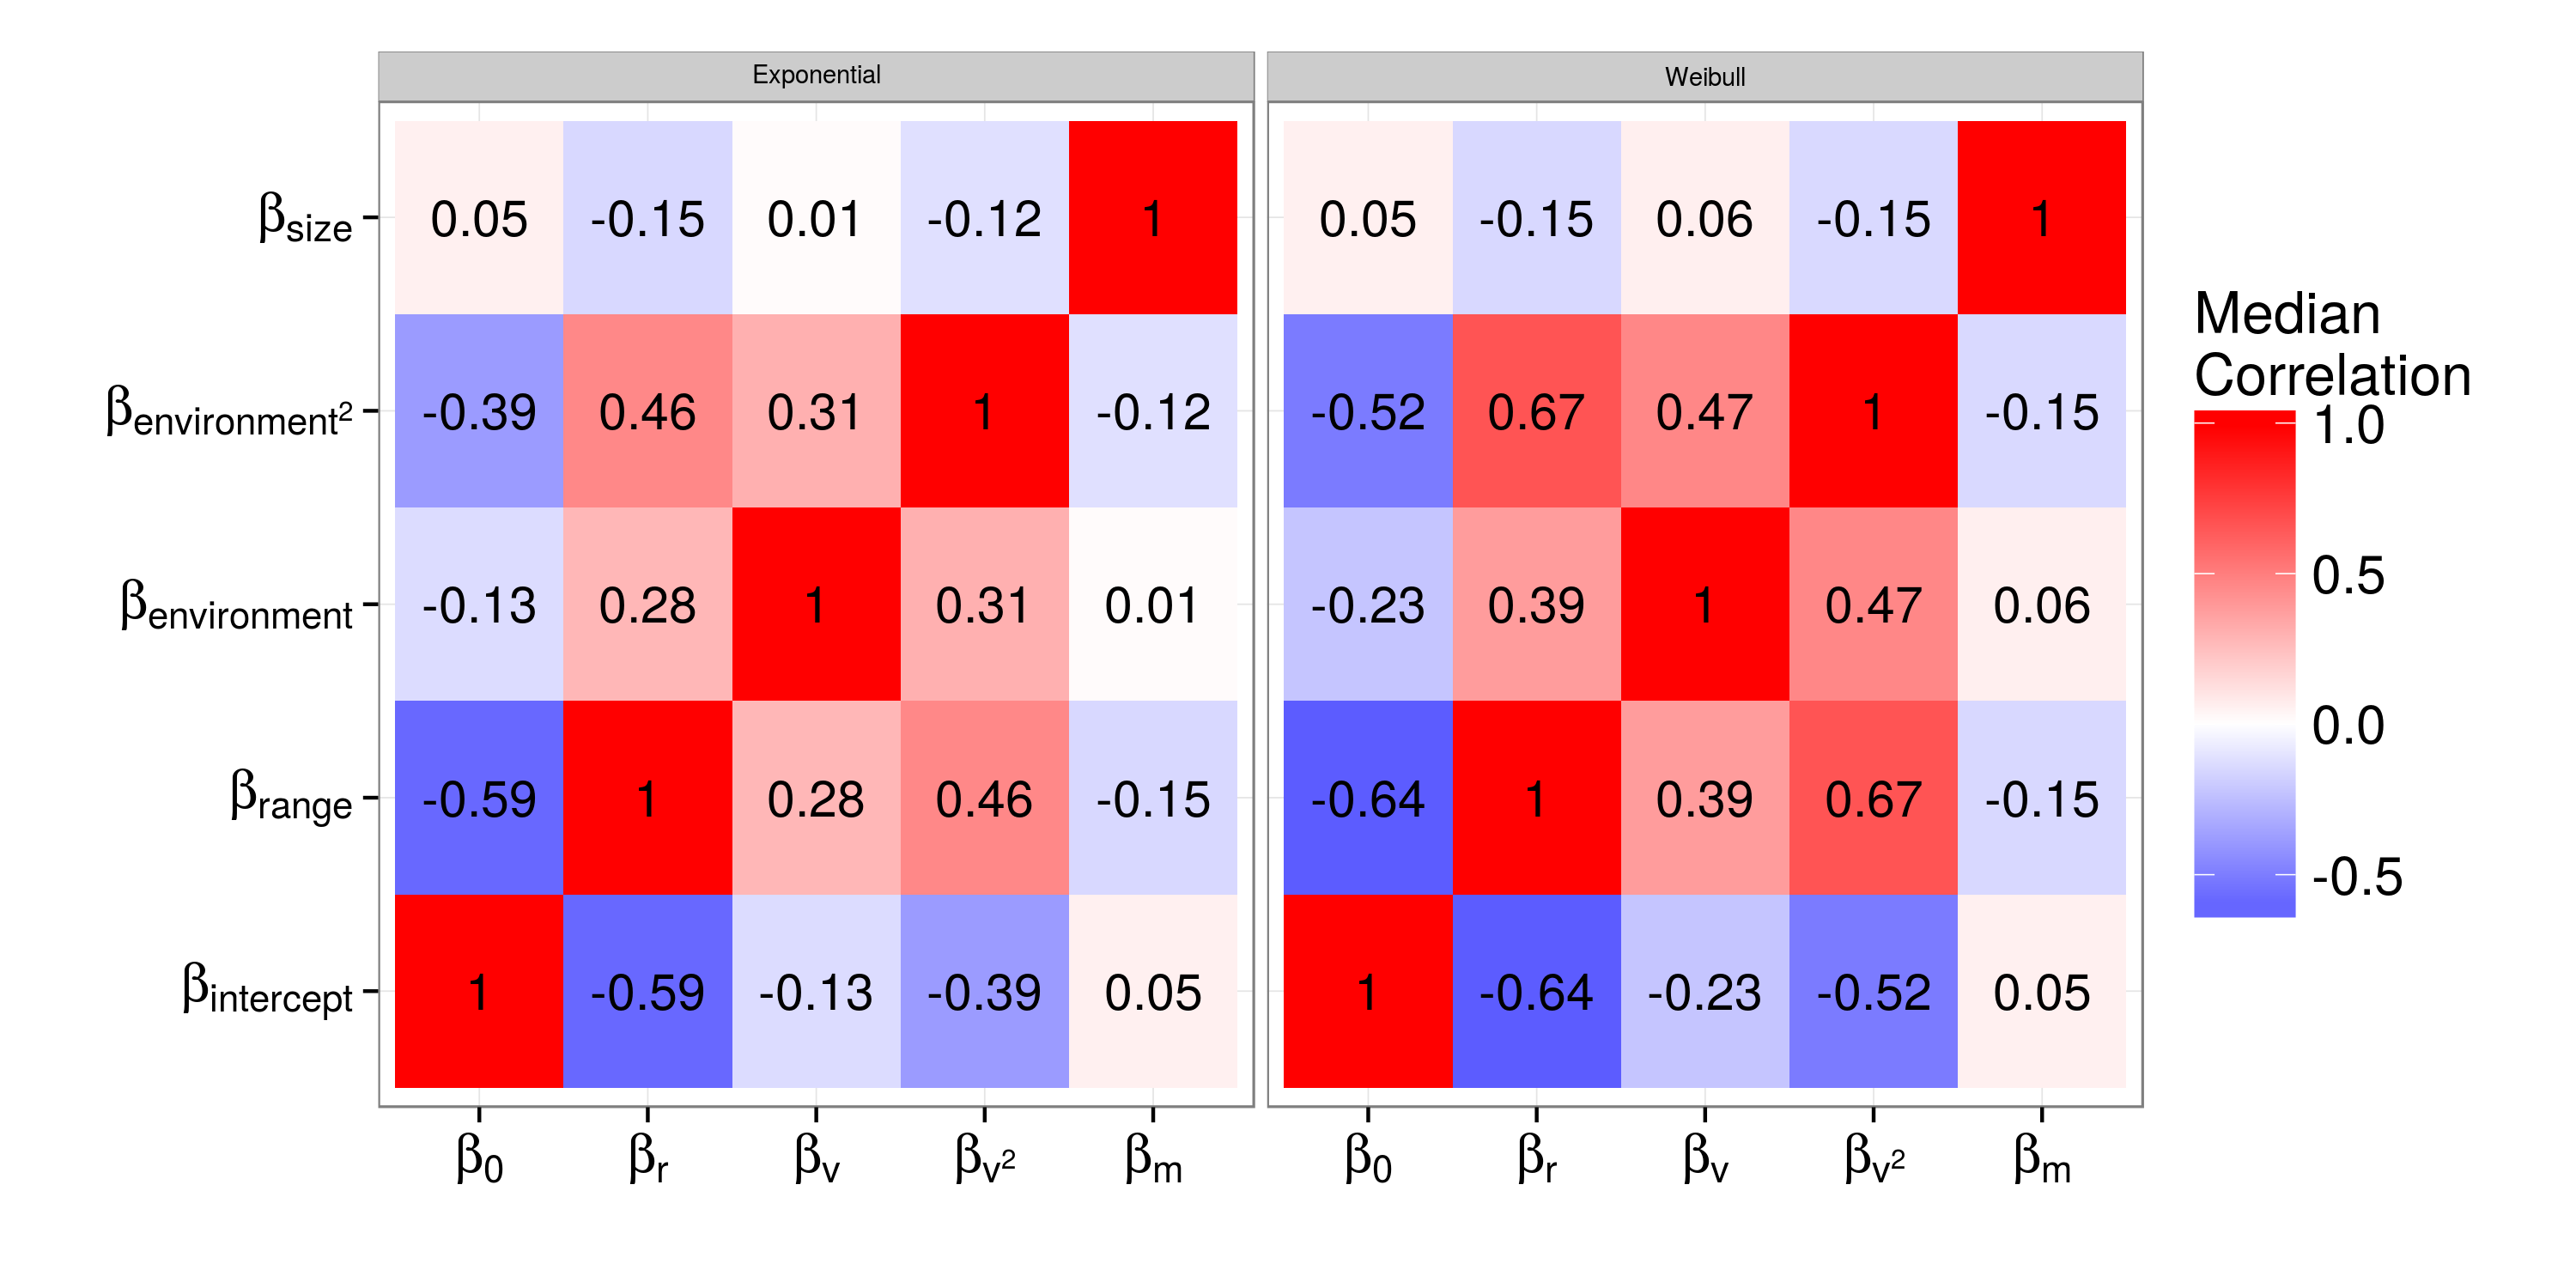 Exponential Weibull
βsize 0.05 -0.15 0.01 -0.12 1 0.05 -0.15 0.06 -0.15 1
βenvironment² -0.39 0.46 0.31 1 -0.12 -0.52 0.67 0.47 1 -0.15
βenvironment -0.13 0.28 1 0.31 0.01 -0.23 0.39 1 0.47 0.06
βrange -0.59 1 0.28 0.46 -0.15 -0.64 1 0.39 0.67 -0.15
βintercept 1 -0.59 -0.13 -0.39 0.05 1 -0.64 -0.23 -0.52 0.05
β0 βr βv βv² βm β0 βr βv βv² βm
Median
Correlation
1.0
0.5
0.0
-0.5